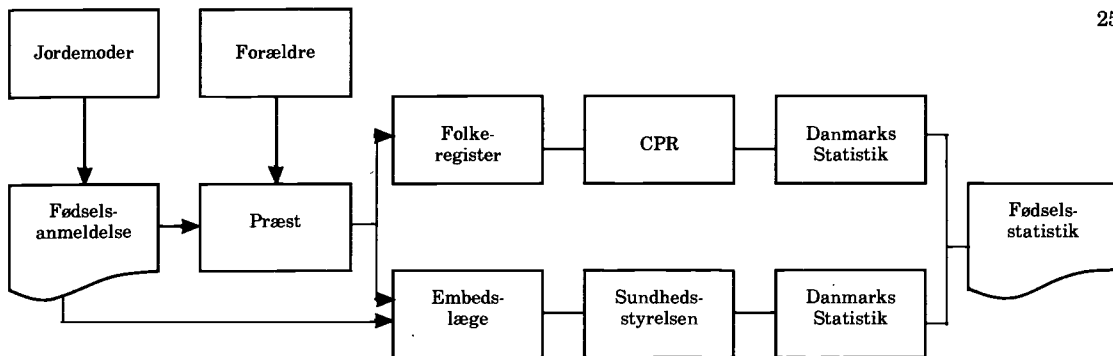 25
Jordemoder
Forældre
Folke-
register
CPR
Danmarks
Statistik
Fødsels-
anmeldelse
Præst
Fødsels-
statistik
Embeds-
læge
Sundheds-
styrelsen
Danmarks
Statistik